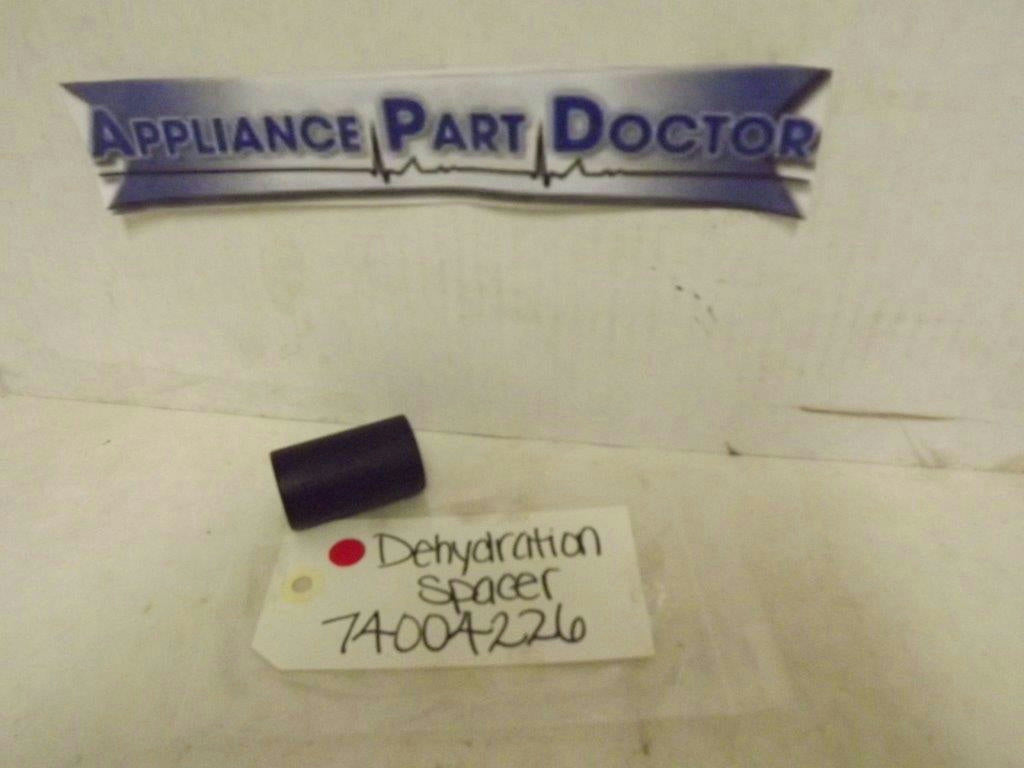 APPLIANCE PART DOCTOR
Dehydration
spacer
74004226